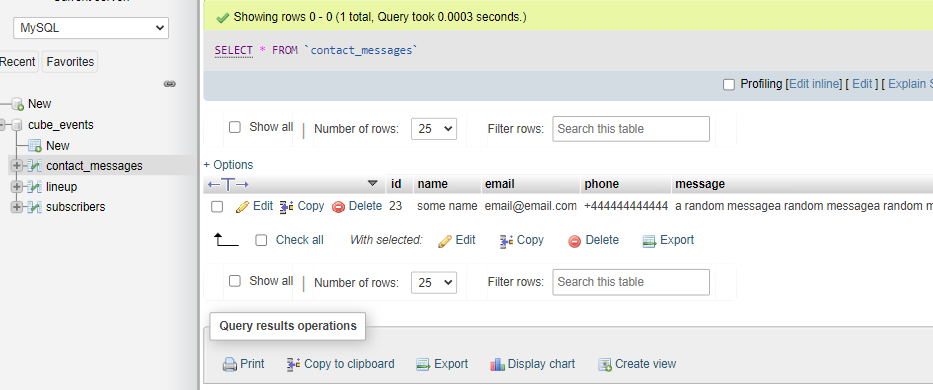 MySQL
Recent Favorites
New
cube_events
New
contact_messages
lineup
subscribers
Showing rows 0 - 0 (1 total, Query took 0.0003 seconds.)
SELECT * FROM `contact_messages`
Profiling [Edit inline] [ Edit ] [ Explain S
Show all | Number of rows: 25 Filter rows: Search this table
+ Options
←T→ id name email phone message
Edit Copy Delete 23 some name email@email.com +444444444444 a random messagea random messagea random m
Check all With selected: Edit Copy Delete Export
Show all | Number of rows: 25 Filter rows: Search this table
Query results operations
Print Copy to clipboard Export Display chart Create view